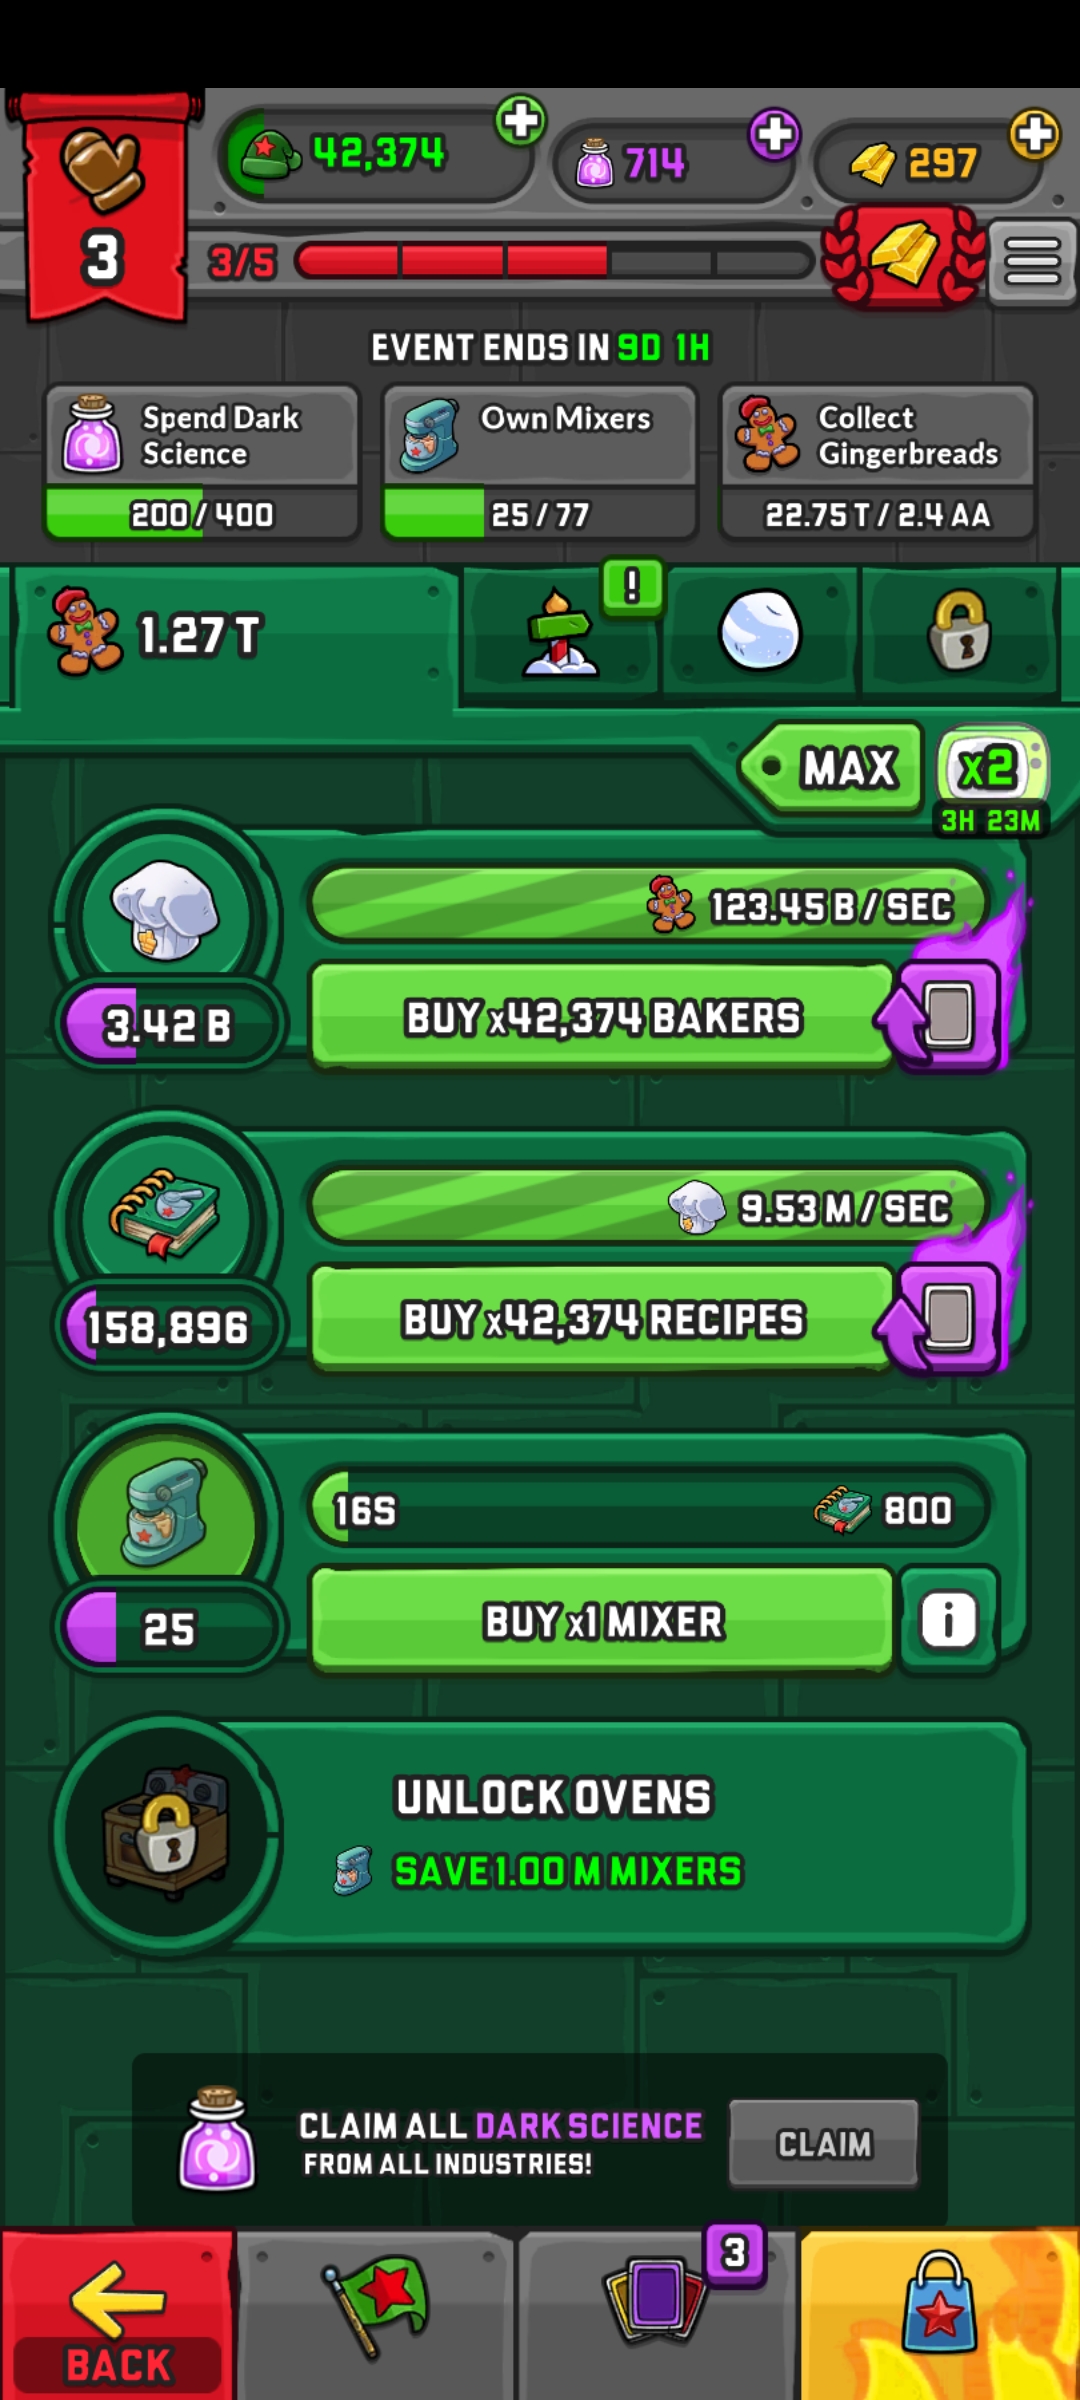 42,374
714
297
3
3/5
EVENT ENDS IN 9D 1H
Spend Dark Science
200 / 400
Own Mixers
25 / 77
Collect Gingerbreads
22.75 T / 2.4 AA
1.27 T
!
MAX
x2
3H 23M
123.45 B / SEC
3.42 B
BUY x42,374 BAKERS
9.53 M / SEC
158,896
BUY x42,374 RECIPES
16S
800
25
BUY x1 MIXER
i
UNLOCK OVENS
SAVE 1.00 M MIXERS
CLAIM ALL DARK SCIENCE
FROM ALL INDUSTRIES!
CLAIM
BACK
3